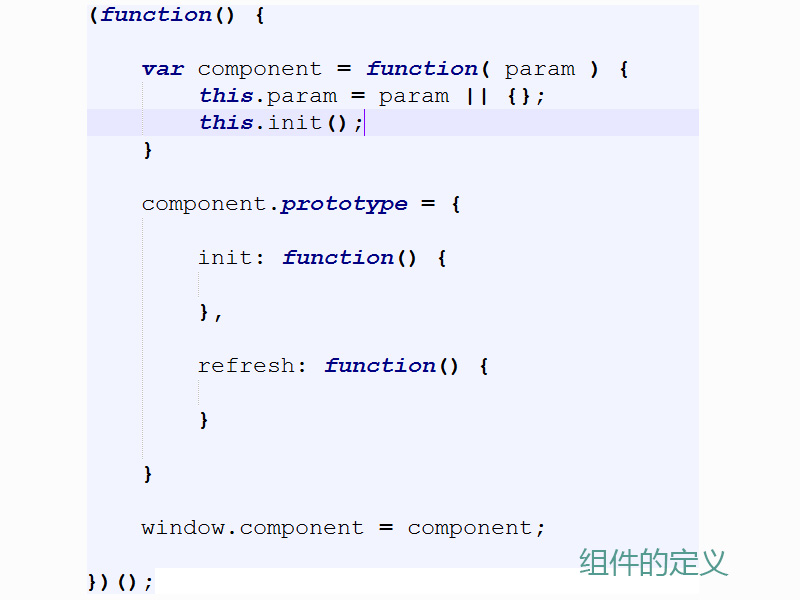 (function() {
var component = function( param ) {
this.param = param || {};
this.init();
}
component.prototype = {
init: function() {
},
refresh: function() {
}
}
window.component = component;
组件的定义
})();